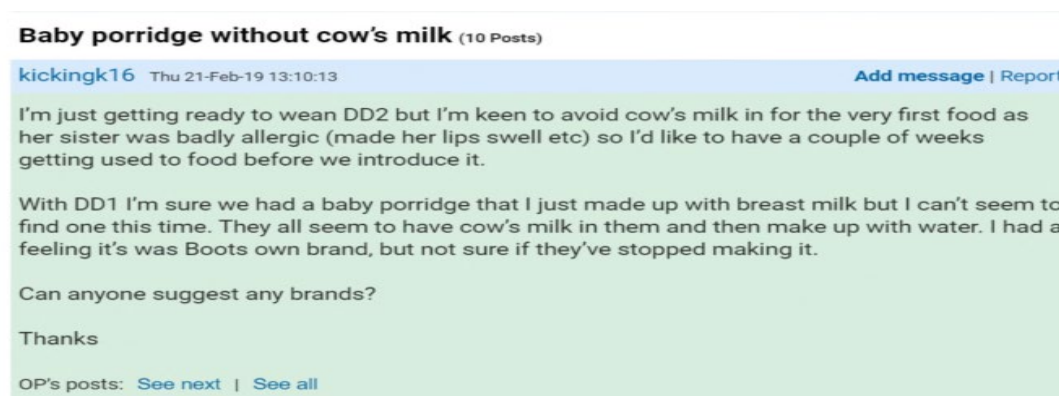 Baby porridge without cow's milk (10 Posts)
kickingk16 Thu 21-Feb-19 13:10:13 Add message | Report
I'm just getting ready to wean DD2 but I'm keen to avoid cow's milk in for the very first food as
her sister was badly allergic (made her lips swell etc) so I'd like to have a couple of weeks
getting used to food before we introduce it.
With DD1 I'm sure we had a baby porridge that I just made up with breast milk but I can't seem to
find one this time. They all seem to have cow's milk in them and then make up with water. I had a
feeling it's was Boots own brand, but not sure if they've stopped making it.
Can anyone suggest any brands?
Thanks
OP's posts: See next | See all